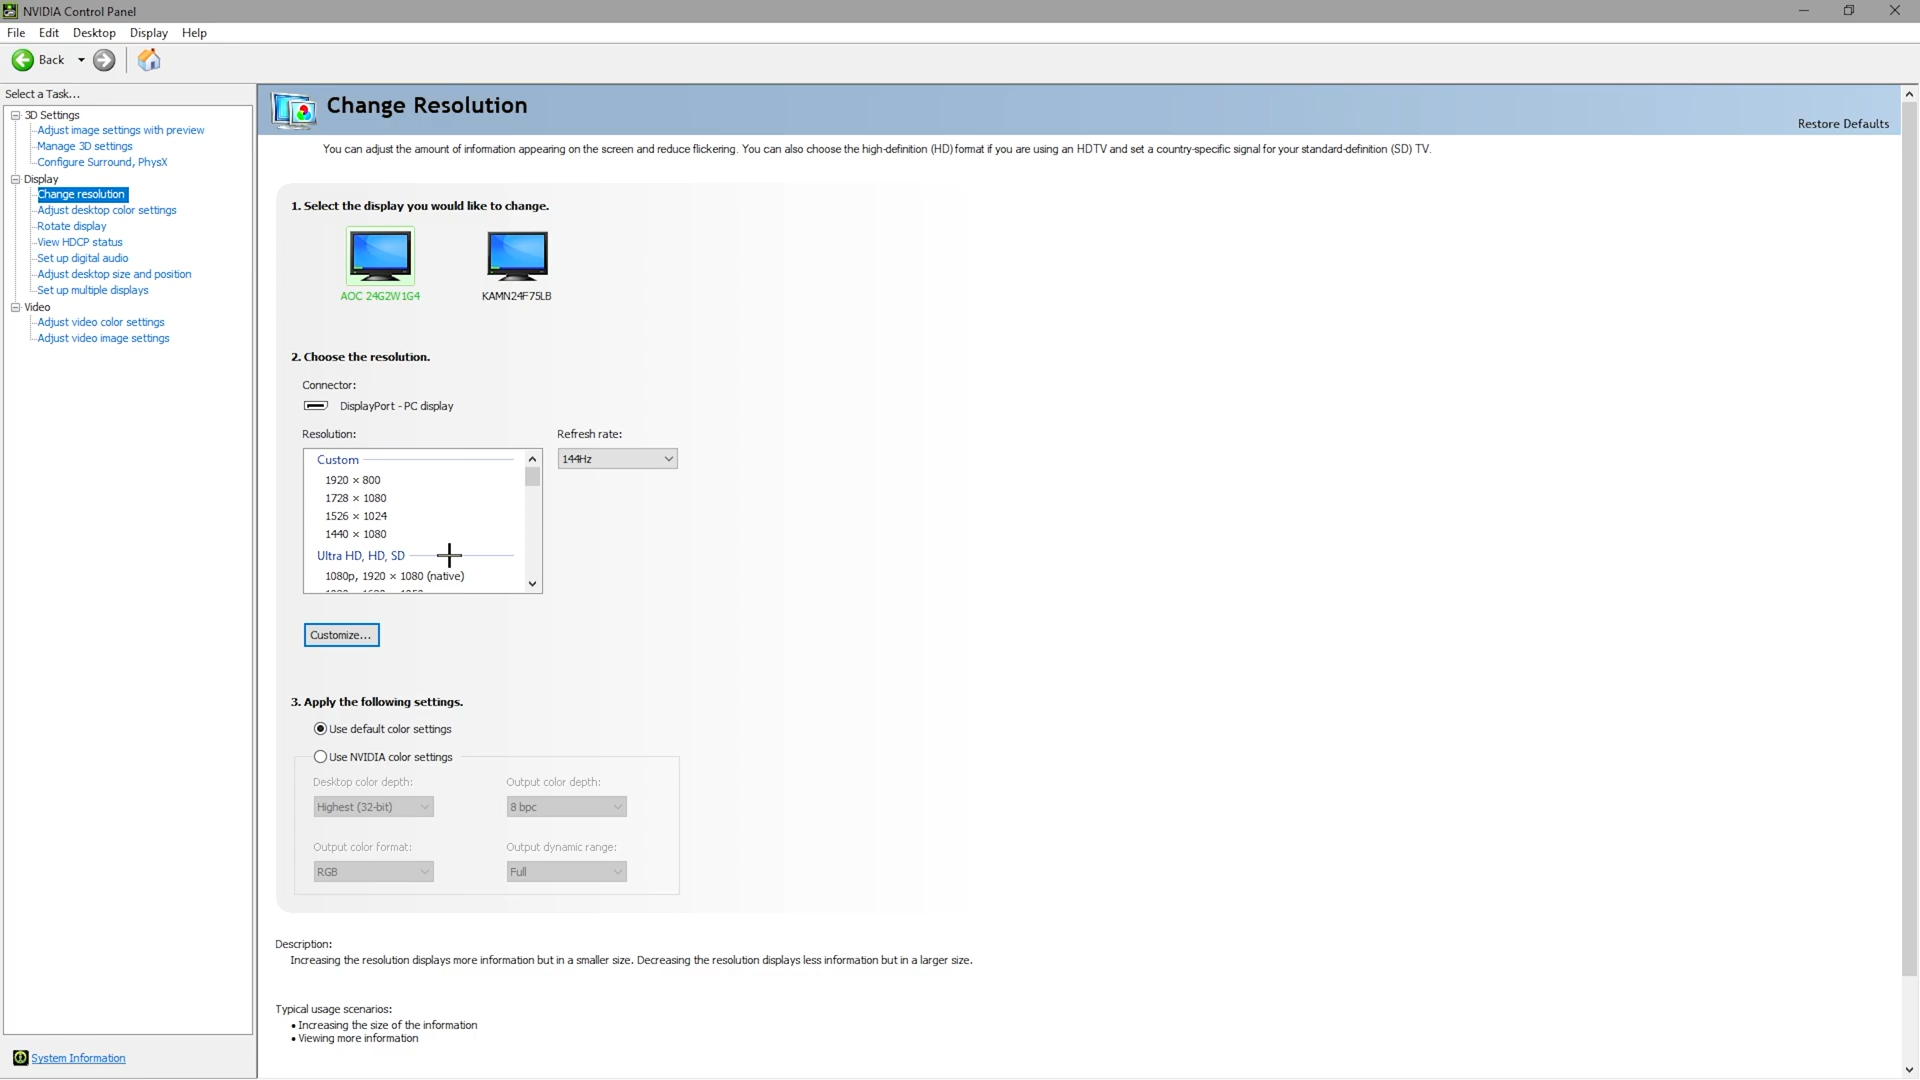 NVIDIA Control Panel
File Edit Desktop Display Help
Back
Select a Task...
3D Settings
Adjust image settings with preview
Manage 3D settings
Configure Surround, PhysX
Display
Change resolution
Adjust desktop color settings
Rotate display
View HDCP status
Set up digital audio
Adjust desktop size and position
Set up multiple displays
Video
Adjust video color settings
Adjust video image settings
System Information
Change Resolution
Restore Defaults
You can adjust the amount of information appearing on the screen and reduce flickering. You can also choose the high-definition (HD) format if you are using an HDTV and set a country-specific signal for your standard-definition (SD) TV.
1. Select the display you would like to change.
AOC 24G2W1G4 KAMN24F75LB
2. Choose the resolution.
Connector:
DisplayPort - PC display
Resolution: Refresh rate:
144Hz
Custom
1920 × 800
1728 × 1080
1526 × 1024
1440 × 1080
Ultra HD, HD, SD
1080p, 1920 × 1080 (native)
Customize...
3. Apply the following settings.
Use default color settings
Use NVIDIA color settings
Desktop color depth: Output color depth:
Highest (32-bit) 8 bpc
Output color format: Output dynamic range:
RGB Full
Description:
Increasing the resolution displays more information but in a smaller size. Decreasing the resolution displays less information but in a larger size.
Typical usage scenarios:
• Increasing the size of the information
• Viewing more information